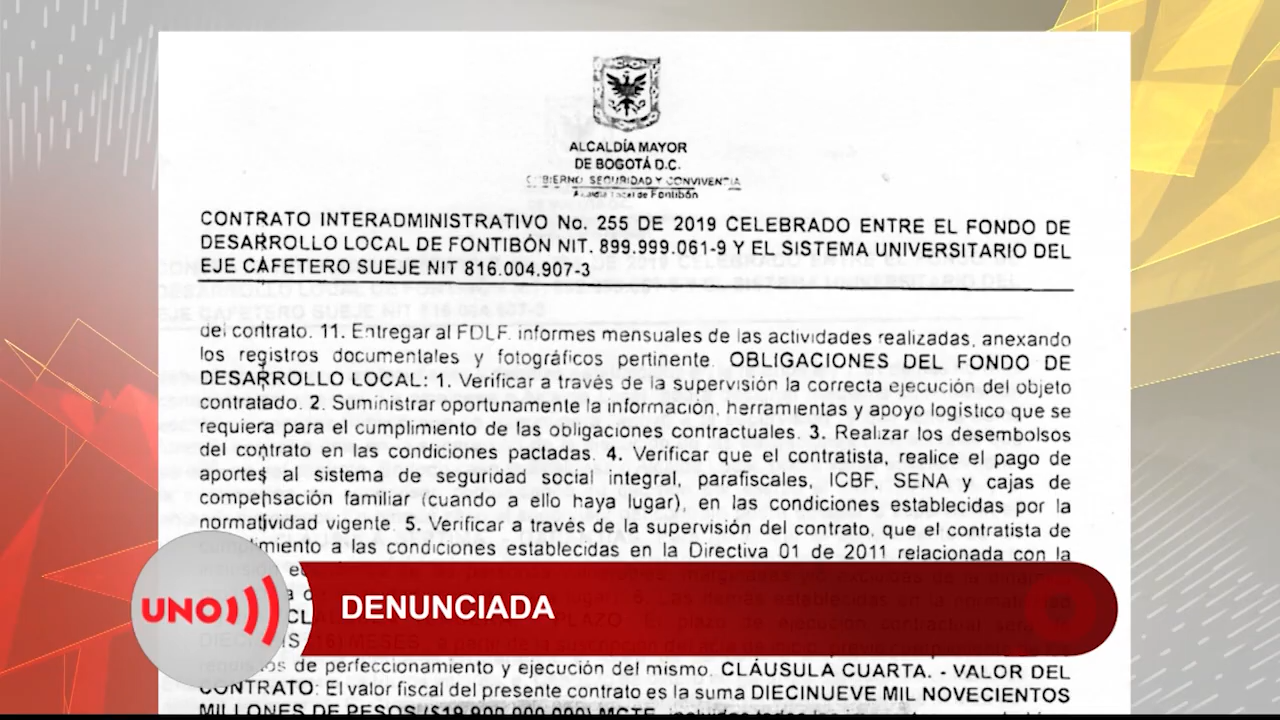 ALCALDÍA MAYOR
DE BOGOTÁ D.C.
GOBIERNO, SEGURIDAD Y CONVIVENCIA
Alcaldía Local de Fontibón
CONTRATO INTERADMINISTRATIVO No. 255 DE 2019 CELEBRADO ENTRE EL FONDO DE
DESARROLLO LOCAL DE FONTIBÓN NIT. 899.999.061-9 Y EL SISTEMA UNIVERSITARIO DEL
EJE CAFETERO SUEJE NIT 816.004.907-3
del contrato. 11. Entregar al FDLF. informes mensuales de las actividades realizadas, anexando
los registros documentales y fotográficos pertinente. OBLIGACIONES DEL FONDO DE
DESARROLLO LOCAL: 1. Verificar a través de la supervisión la correcta ejecución del objeto
contratado. 2. Suministrar oportunamente la información, herramientas y apoyo logístico que se
requiera para el cumplimiento de las obligaciones contractuales. 3. Realizar los desembolsos
del contrato en las condiciones pactadas. 4. Verificar que el contratista, realice el pago de
aportes al sistema de seguridad social integral, parafiscales, ICBF, SENA y cajas de
compensación familiar (cuando a ello haya lugar), en las condiciones establecidas por la
normatividad vigente. 5. Verificar a través de la supervisión del contrato, que el contratista de
cumplimiento a las condiciones establecidas en la Directiva 01 de 2011 relacionada con la
UNO
DENUNCIADA
de perfeccionamiento y ejecución del mismo. CLÁUSULA CUARTA. - VALOR DEL
CONTRATO: El valor fiscal del presente contrato es la suma DIECINUEVE MIL NOVECIENTOS
MILLONES DE PESOS ($19.900.000.000) MCTE